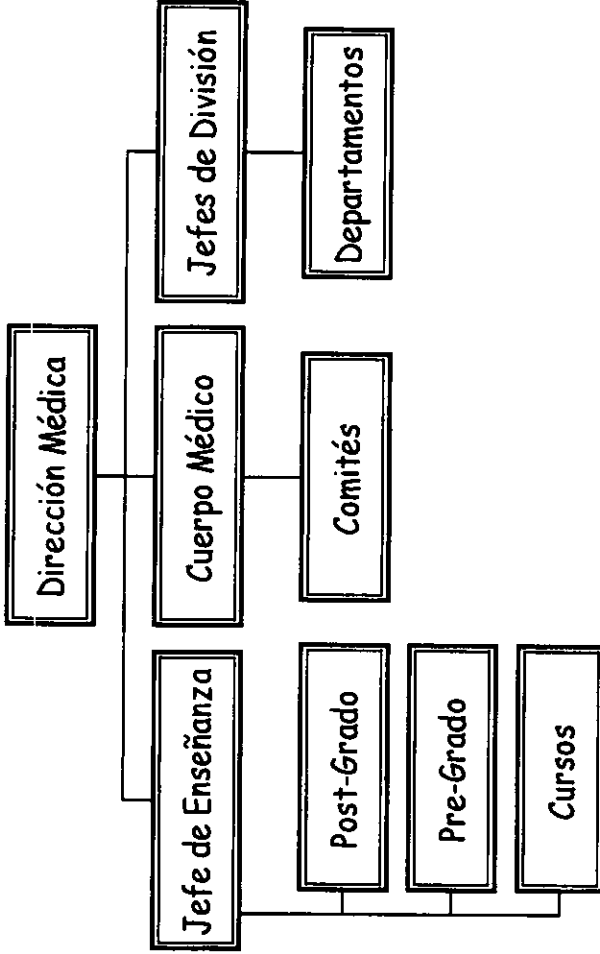 Dirección Médica
Jefe de Enseñanza
Cuerpo Médico
Jefes de División
Post-Grado
Comités
Departamentos
Pre-Grado
Cursos